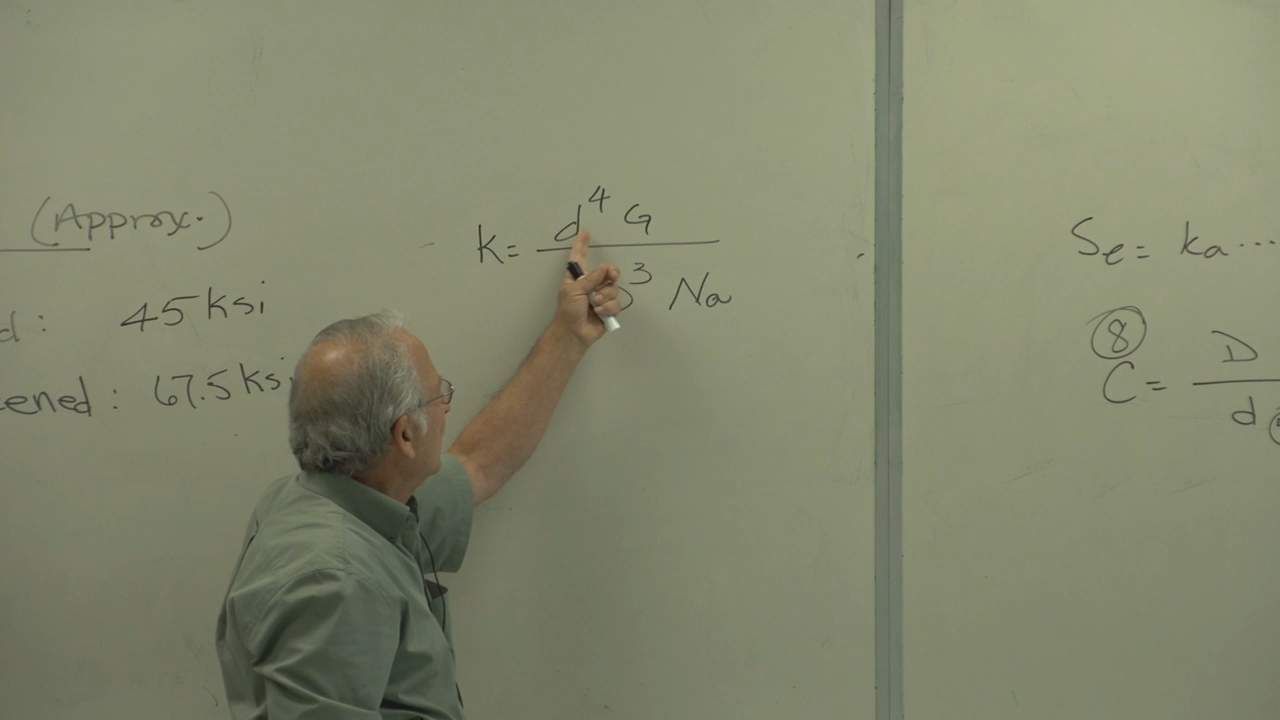 (Approx.)
d: 45 ksi
ened: 67.5 ksi
k = d⁴ G
³ Na
Se = ka ...
⑧
C = D
d